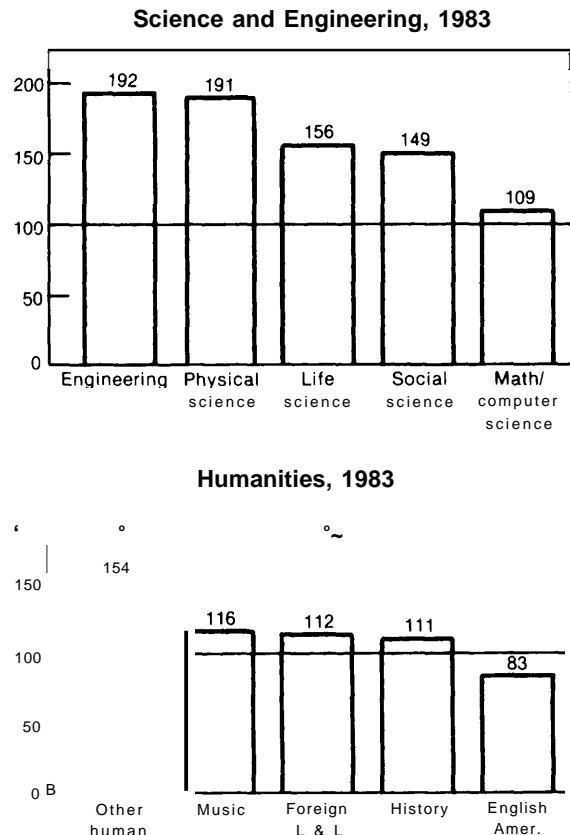 Science and Engineering, 1983
200
192
191
150
156
149
100
109
50
0
Engineering Physical Life Social Math/
science science science computer
science
Humanities, 1983
‘ ° °~
154
150
116 112 111
100
83
50
0 B
Other Music Foreign History English
human L & L Amer.